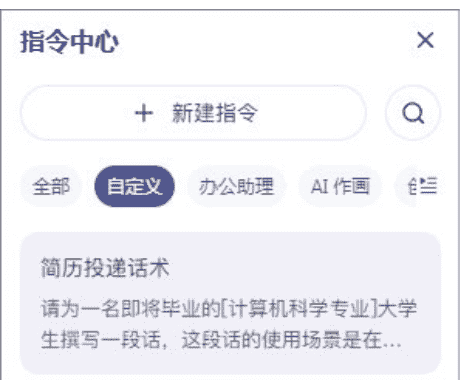 指令中心
新建指令
全部 自定义 办公助理 AI 作画
简历投递话术
请为一名即将毕业的[计算机科学专业]大学
生撰写一段话，这段话的使用场景是在...